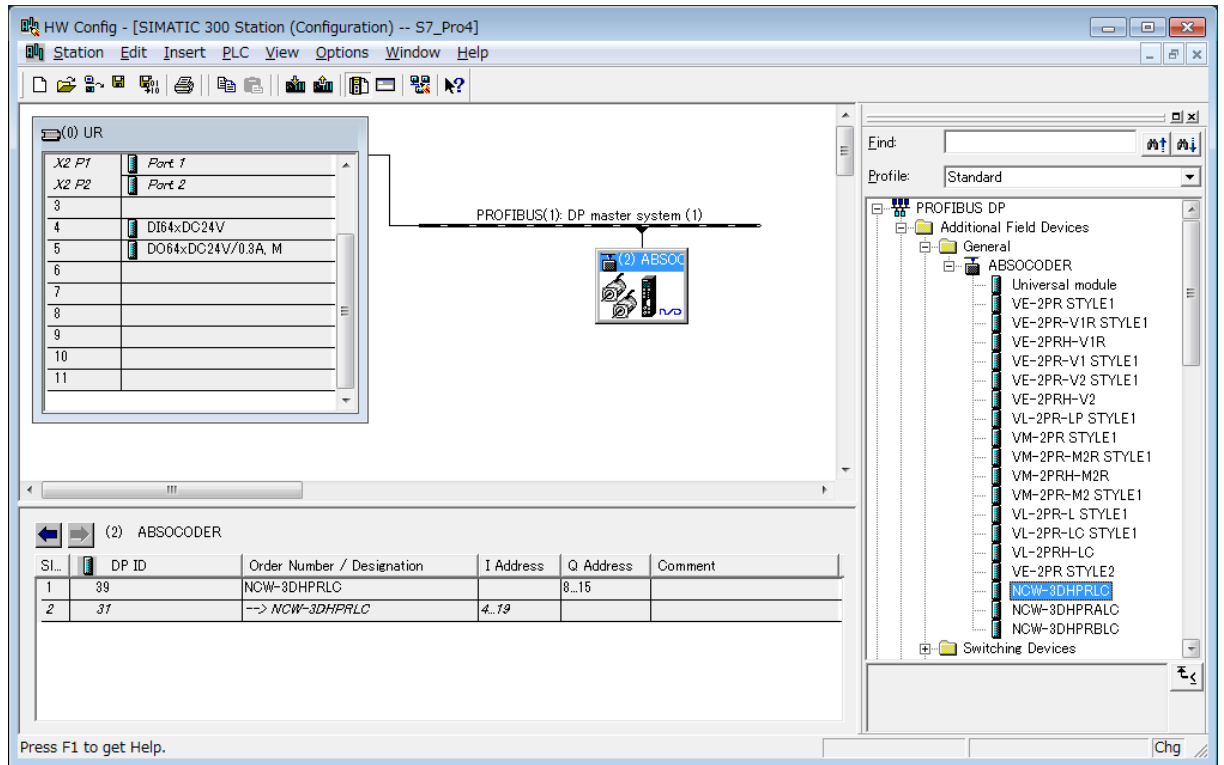 HW Config - [SIMATIC 300 Station (Configuration) -- S7_Pro4]
Station Edit Insert PLC View Options Window Help
(0) UR
X2 P1 Port 1
X2 P2 Port 2
3
4 DI64xDC24V
5 DO64xDC24V/0.3A, M
6
7
8
9
10
11
PROFIBUS(1): DP master system (1)
(2) ABSOC
Find:
Profile: Standard
PROFIBUS DP
Additional Field Devices
General
ABSOCODER
Universal module
VE-2PR STYLE1
VE-2PR-V1R STYLE1
VE-2PRH-V1R
VE-2PR-V1 STYLE1
VE-2PR-V2 STYLE1
VE-2PRH-V2
VL-2PR-LP STYLE1
VM-2PR STYLE1
VM-2PR-M2R STYLE1
VM-2PRH-M2R
VM-2PR-M2 STYLE1
VL-2PR-L STYLE1
VL-2PR-LC STYLE1
VL-2PRH-LC
VE-2PR STYLE2
NCW-3DHPRLC
NCW-3DHPRALC
NCW-3DHPRBLC
Switching Devices
(2) ABSOCODER
Sl... DP ID Order Number / Designation I Address Q Address Comment
1 39 NCW-3DHPRLC 8...15
2 31 --> NCW-3DHPRLC 4...19
Press F1 to get Help.
Chg